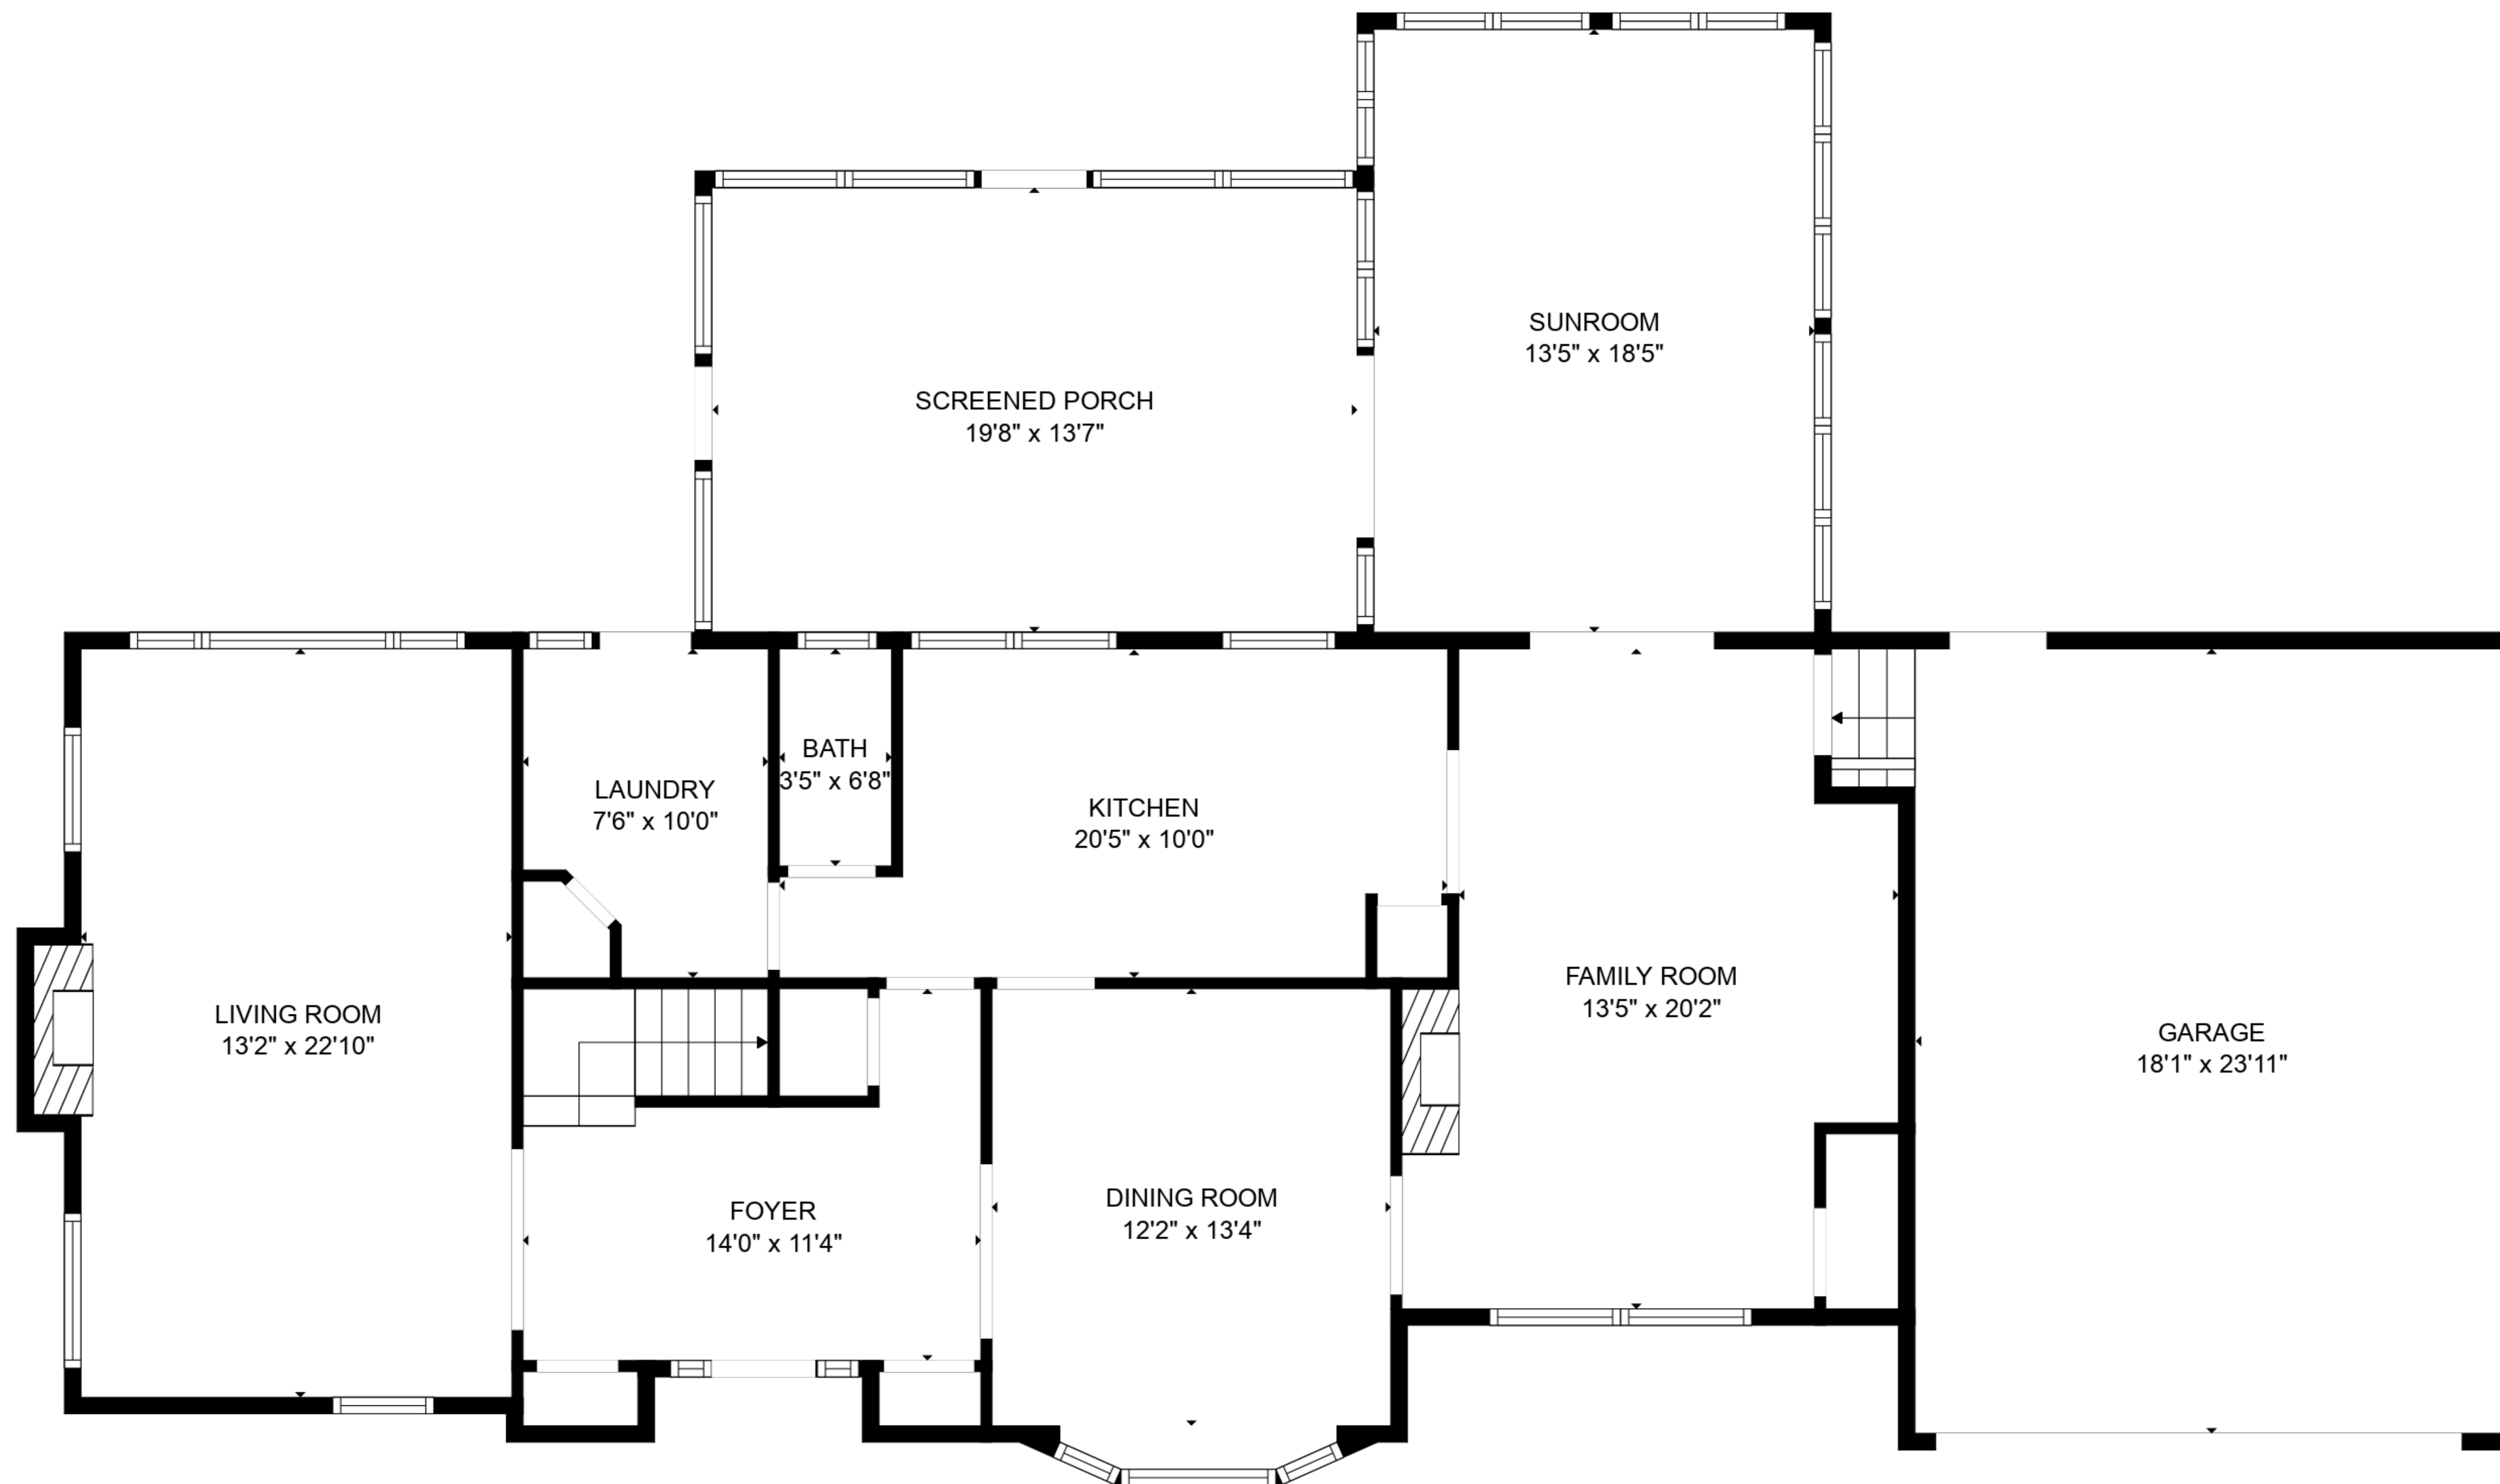 SUNROOM
13'5" x 18'5"
SCREENED PORCH
19'8" x 13'7"
BATH
3'5" x 6'8"
LAUNDRY
7'6" x 10'0"
KITCHEN
20'5" x 10'0"
FAMILY ROOM
13'5" x 20'2"
LIVING ROOM
13'2" x 22'10"
GARAGE
18'1" x 23'11"
DINING ROOM
12'2" x 13'4"
FOYER
14'0" x 11'4"